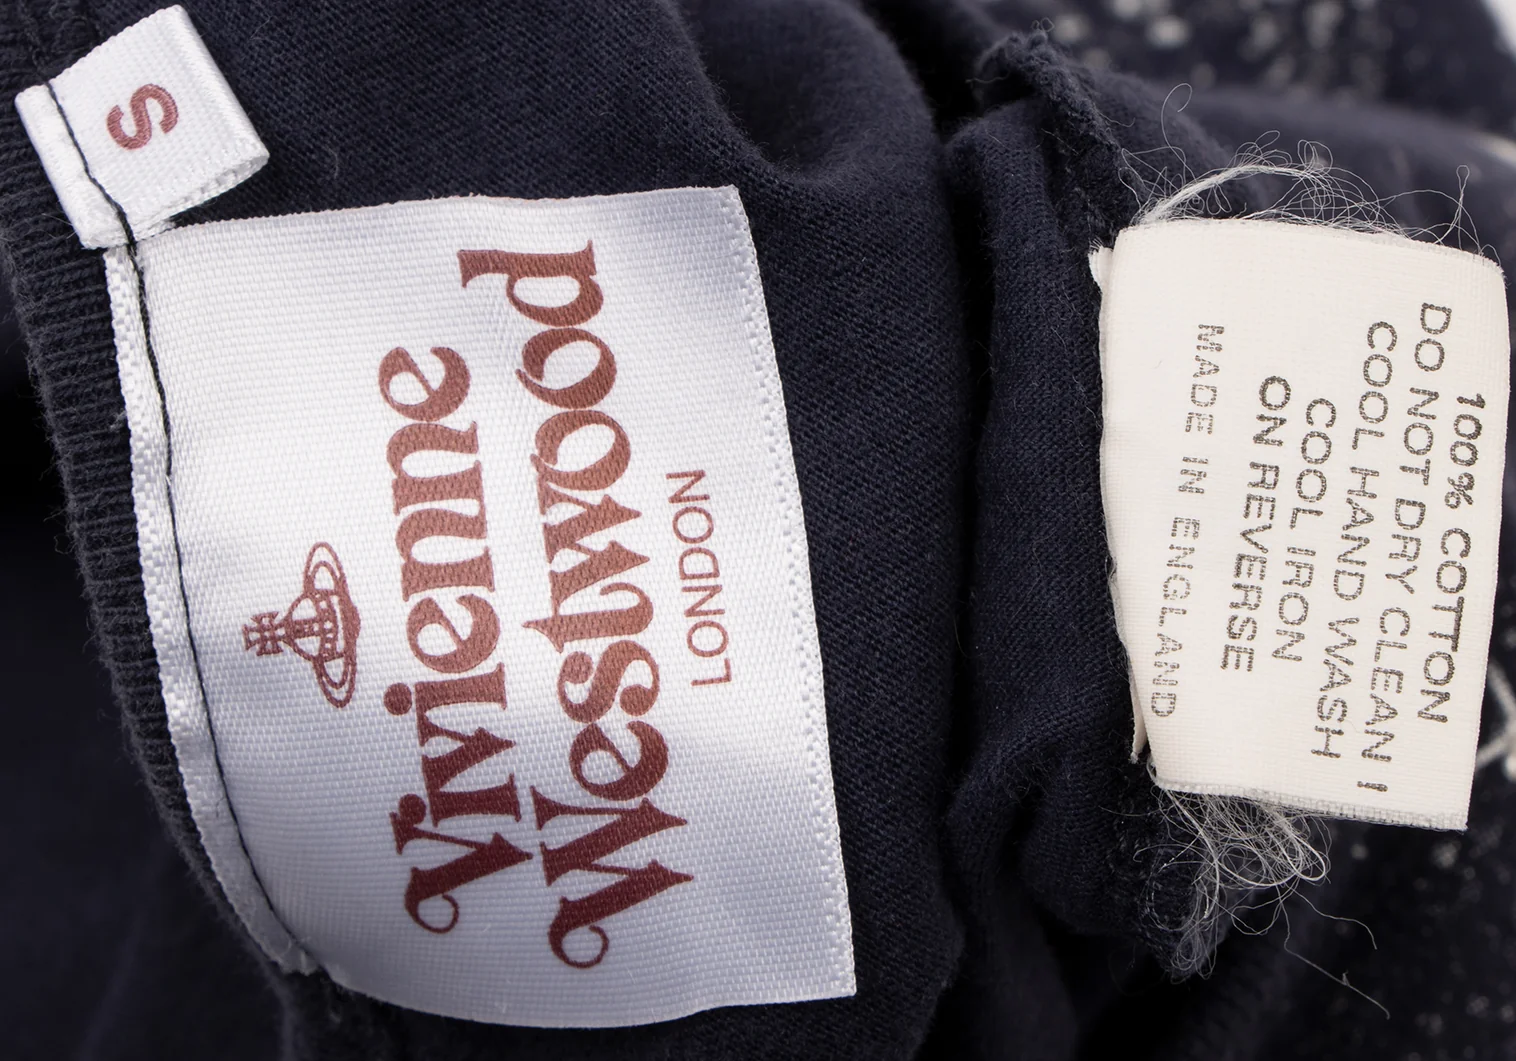 S
Vivienne
Westwood
LONDON
100% COTTON
DO NOT DRY CLEAN !
COOL HAND WASH
COOL IRON
ON REVERSE
MADE IN ENGLAND